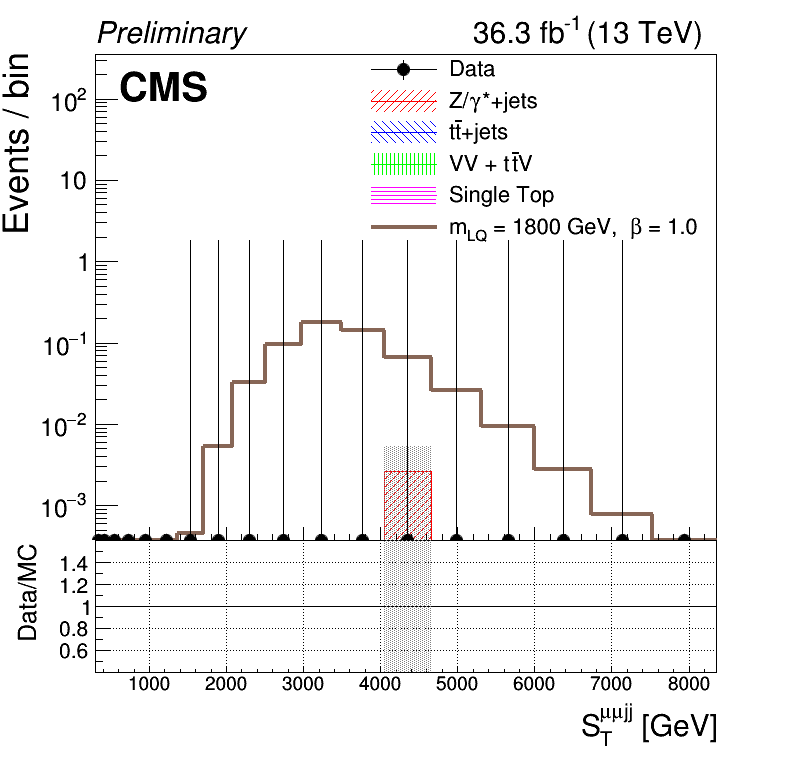 Preliminary 36.3 fb⁻¹ (13 TeV)
CMS
Events / bin
Data
Z/γ*+jets
tt̄+jets
VV + tt̄V
Single Top
m_LQ = 1800 GeV, β = 1.0
10²
10
1
10⁻¹
10⁻²
10⁻³
Data/MC
1.4
1.2
1
0.8
0.6
1000 2000 3000 4000 5000 6000 7000 8000
S_T^μμjj [GeV]